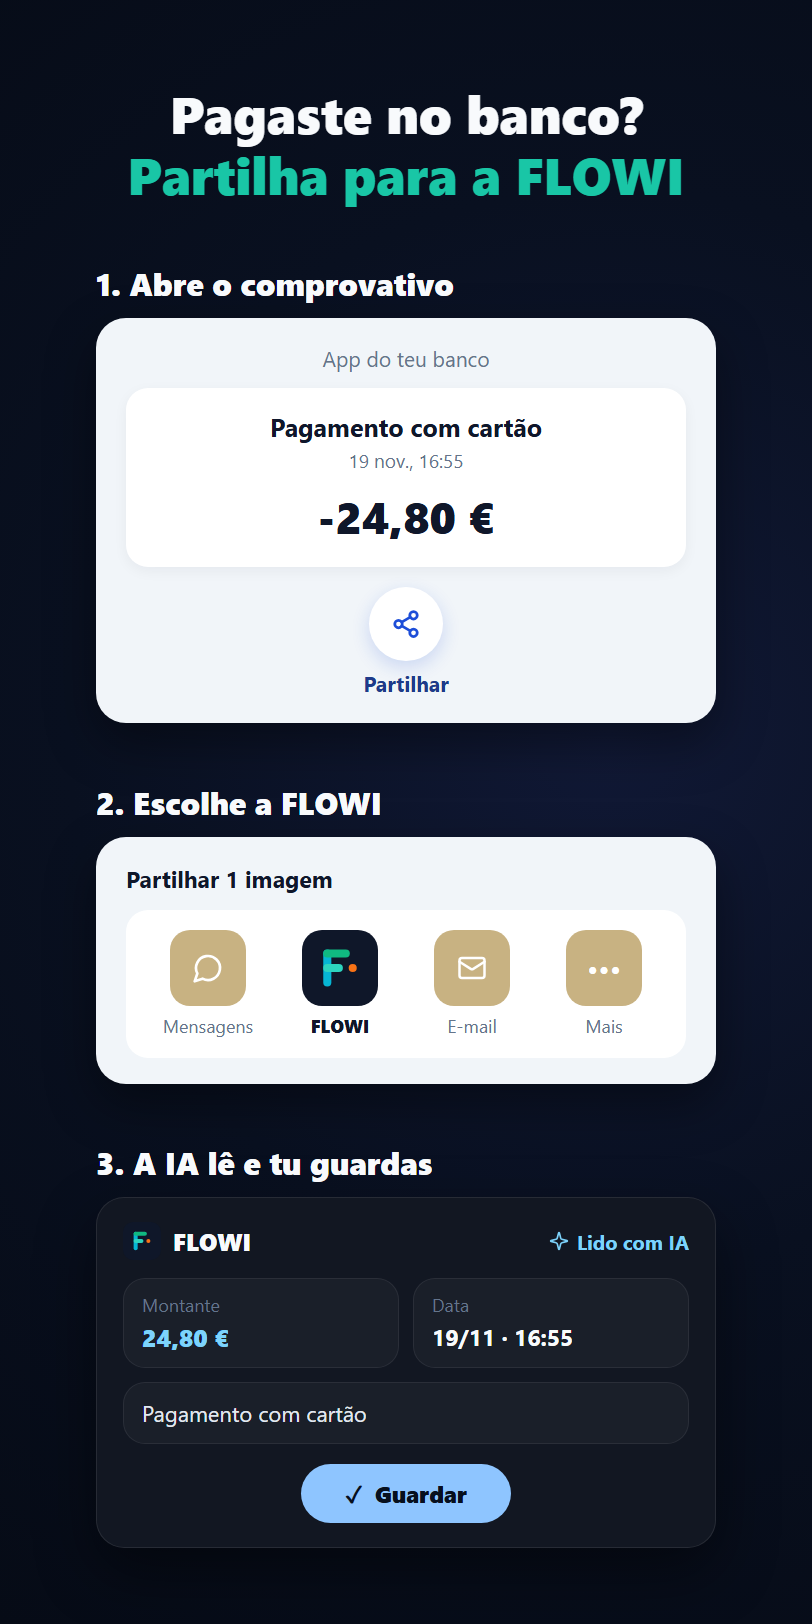 Pagaste no banco?
Partilha para a FLOWI
1. Abre o comprovativo
App do teu banco
Pagamento com cartão
19 nov., 16:55
-24,80 €
Partilhar
2. Escolhe a FLOWI
Partilhar 1 imagem
Mensagens
FLOWI
E-mail
Mais
3. A IA lê e tu guardas
FLOWI
Lido com IA
Montante
24,80 €
Data
19/11 · 16:55
Pagamento com cartão
✓ Guardar